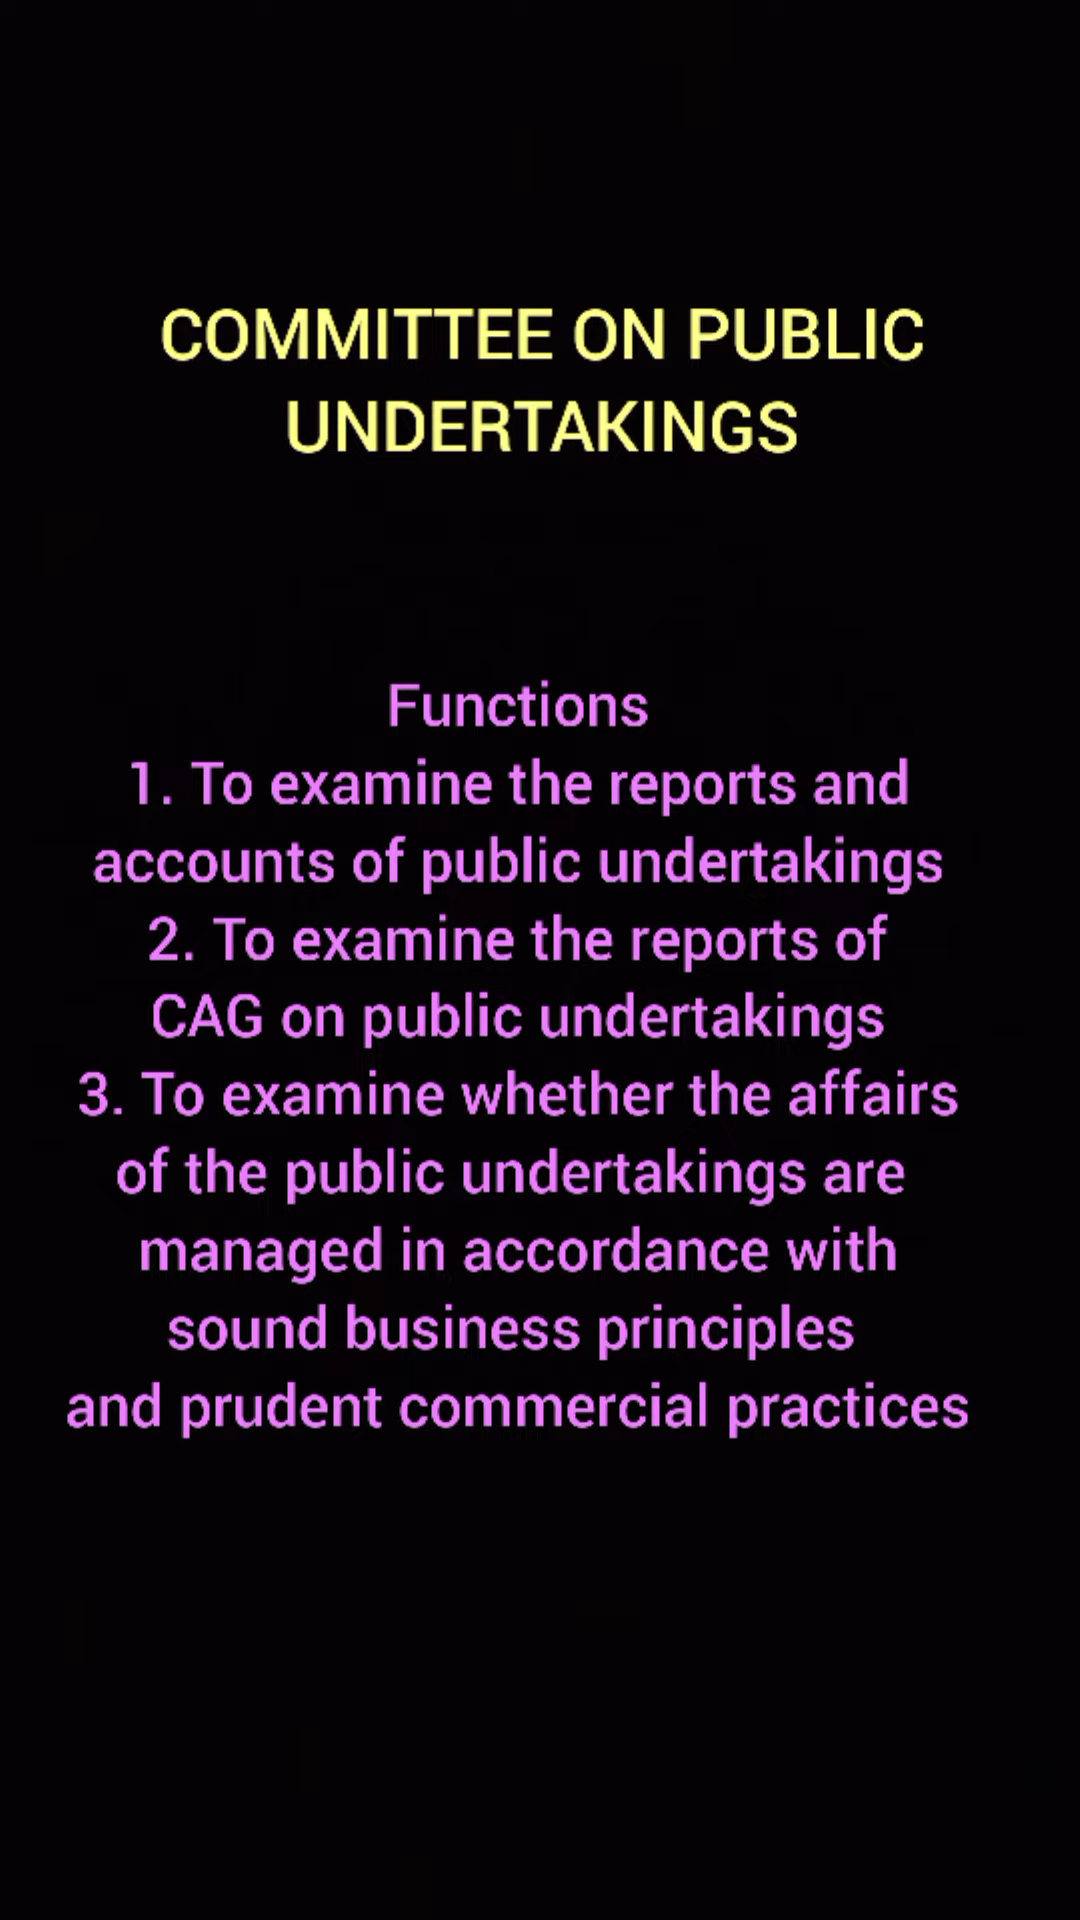 COMMITTEE ON PUBLIC
UNDERTAKINGS
Functions
1. To examine the reports and
accounts of public undertakings
2. To examine the reports of
CAG on public undertakings
3. To examine whether the affairs
of the public undertakings are
managed in accordance with
sound business principles
and prudent commercial practices